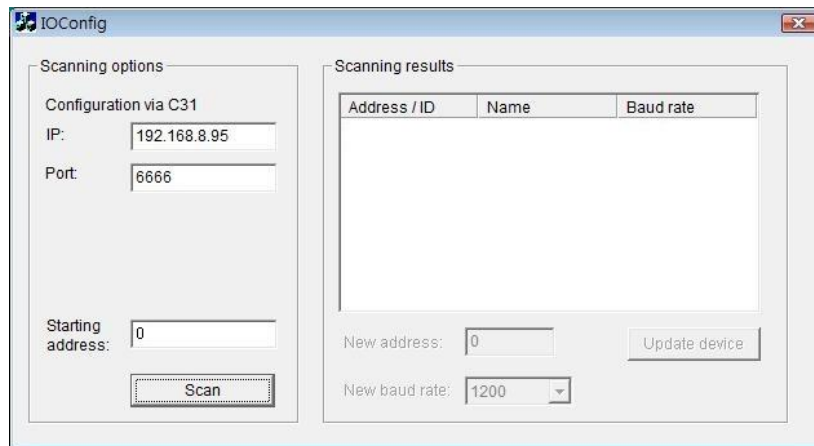 IOConfig
Scanning options
Configuration via C31
IP: 192.168.8.95
Port: 6666
Starting
address: 0
Scan
Scanning results
Address / ID Name Baud rate
New address: 0 Update device
New baud rate: 1200